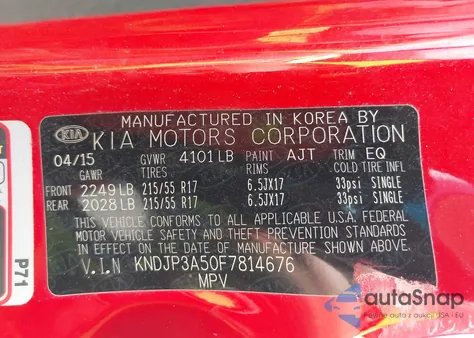 MANUFACTURED IN KOREA BY
KIA KIA MOTORS CORPORATION
04/15 GVWR 4101 LB PAINT AJT TRIM EQ
GAWR TIRES RIMS COLD TIRE INFL
FRONT 2249 LB 215/55 R17 6.5JX17 33psi SINGLE
REAR 2028 LB 215/55 R17 6.5JX17 33psi SINGLE
THIS VEHICLE CONFORMS TO ALL APPLICABLE U.S.A. FEDERAL
MOTOR VEHICLE SAFETY AND THEFT PREVENTION STANDARDS IN
EFFECT ON THE DATE OF MANUFACTURE SHOWN ABOVE.
V.I.N KNDJP3A50F7814676
MPV
P71
autoSnap